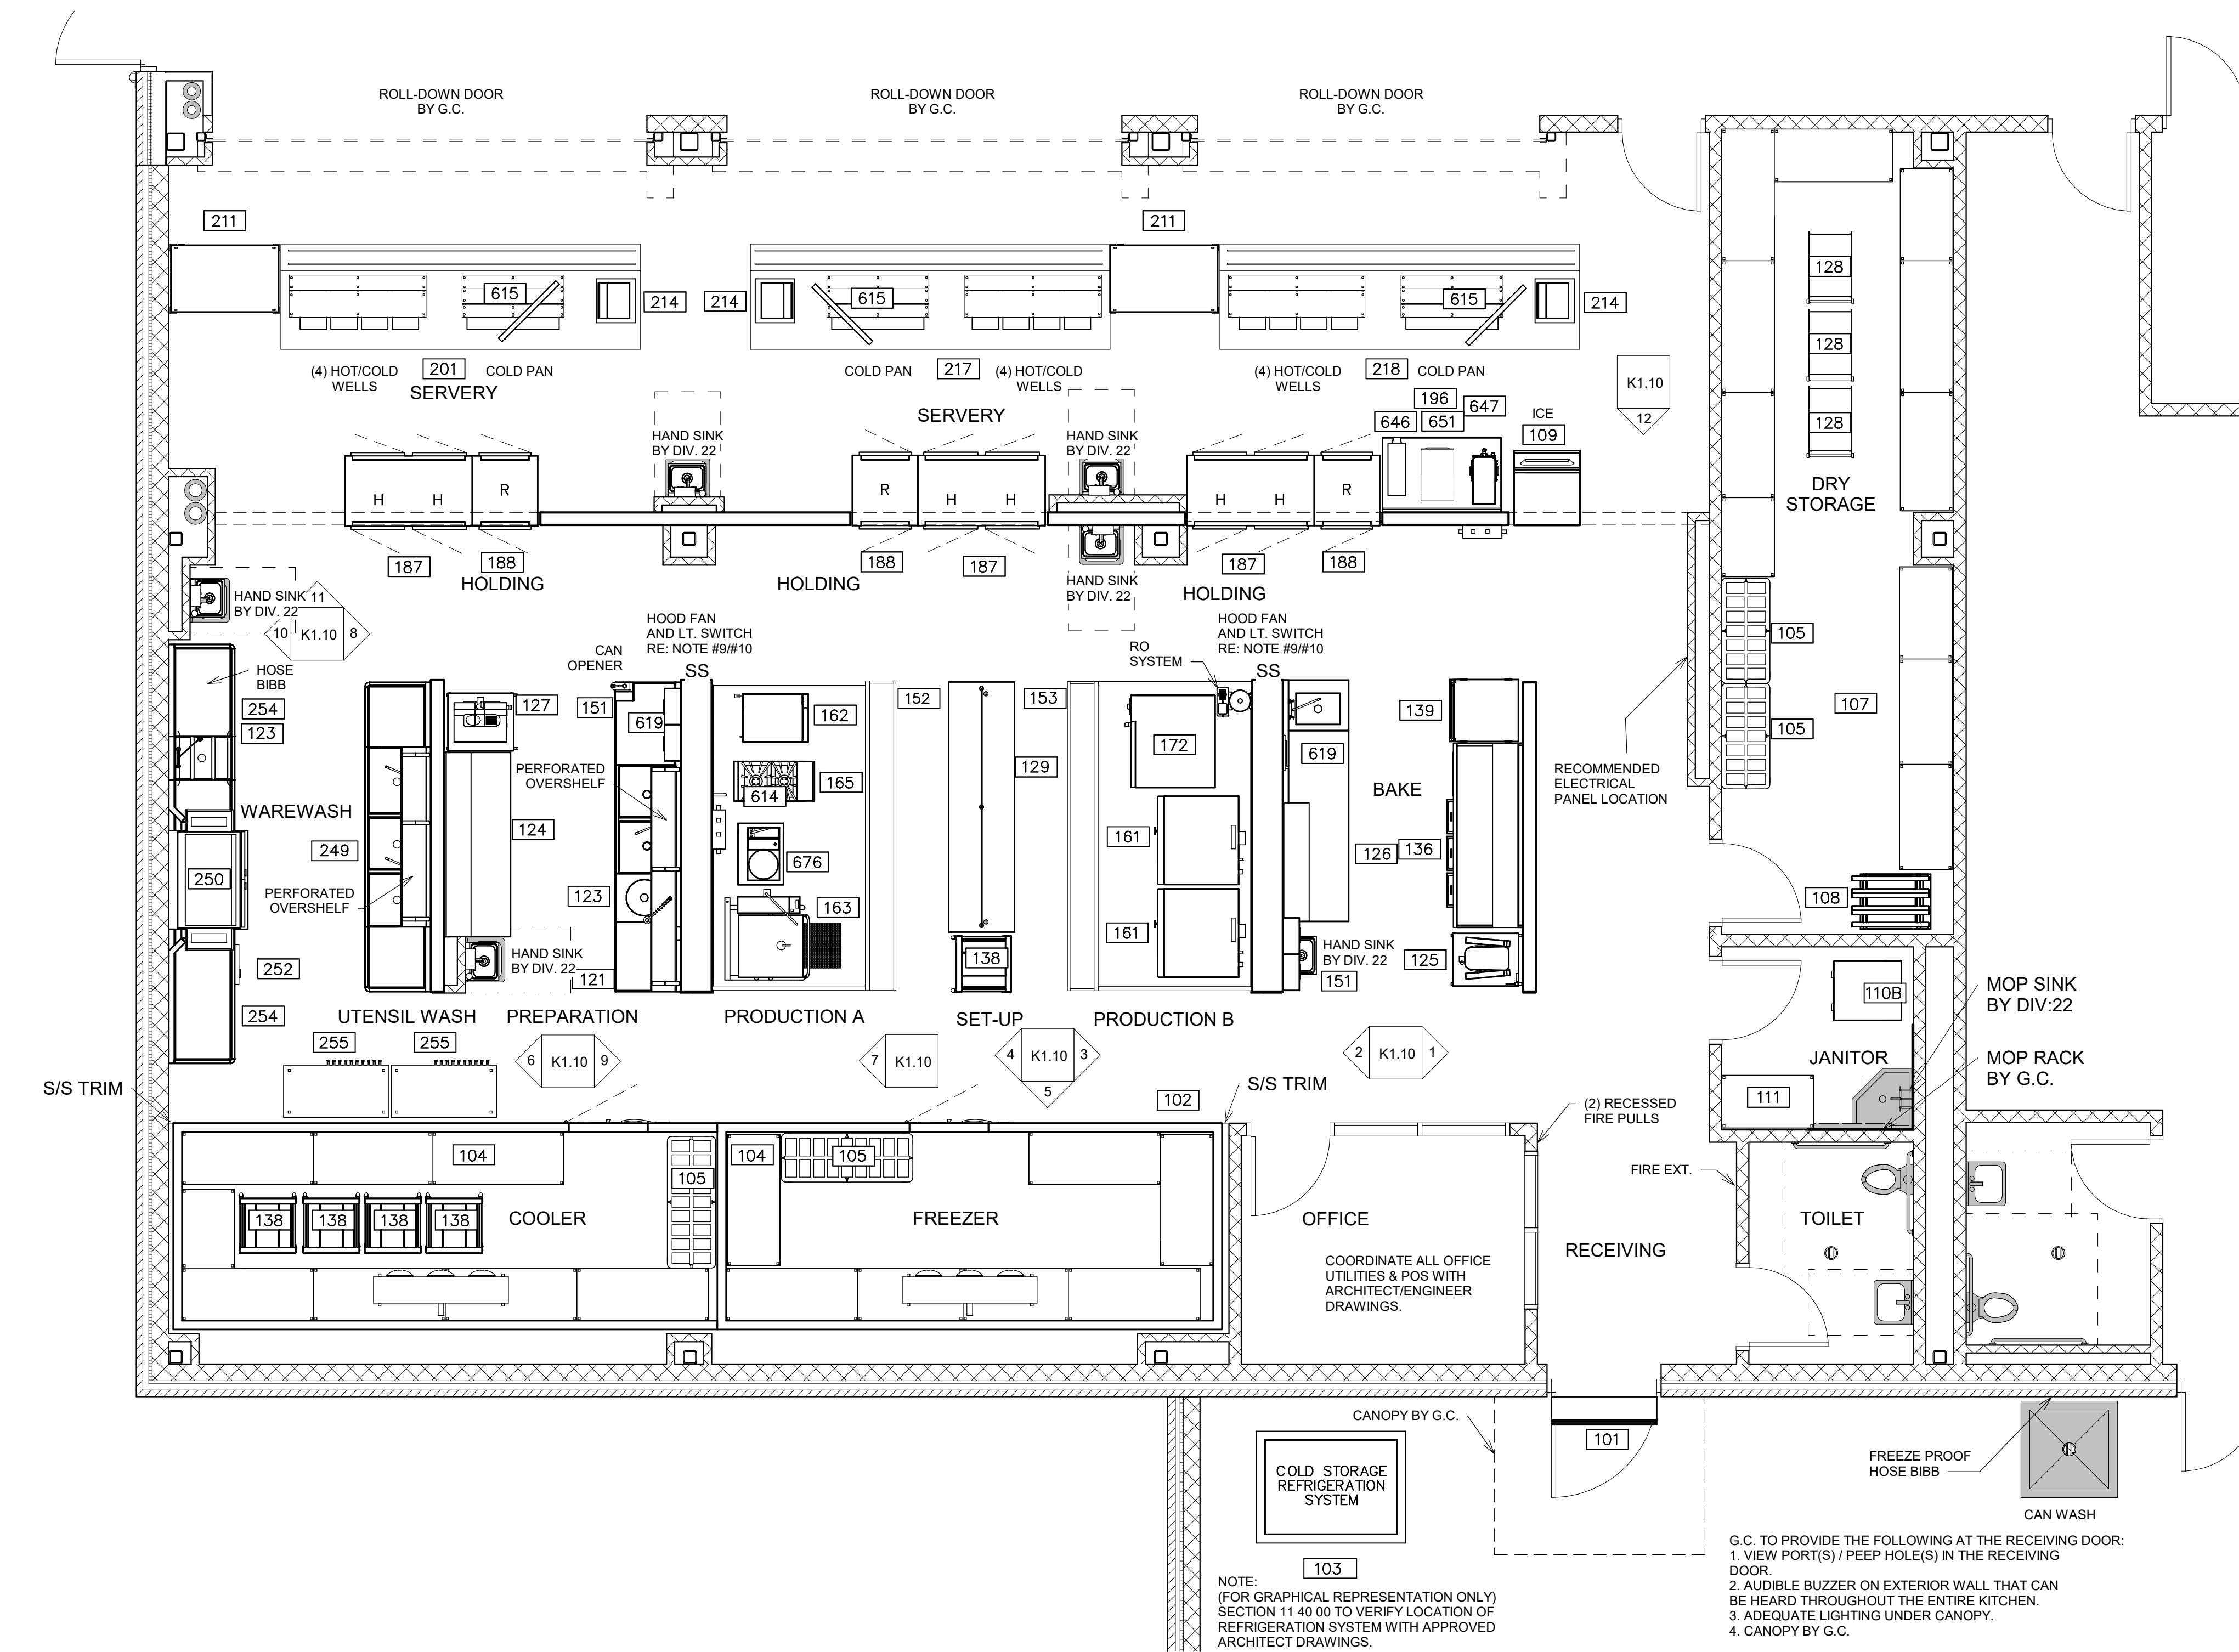 ROLL-DOWN DOOR
BY G.C.
ROLL-DOWN DOOR
BY G.C.
ROLL-DOWN DOOR
BY G.C.
211
211
128
128
128
615
214
214
615
615
214
(4) HOT/COLD
WELLS
201
COLD PAN
SERVERY
COLD PAN
217
(4) HOT/COLD
WELLS
SERVERY
(4) HOT/COLD
WELLS
218
COLD PAN
196
646
651
647
ICE
109
K1.10
12
HAND SINK
BY DIV. 22
HAND SINK
BY DIV. 22
DRY
STORAGE
H
H
R
R
H
H
H
H
R
187
188
HOLDING
HOLDING
188
187
187
188
HOLDING
HAND SINK
BY DIV. 22
HAND SINK
BY DIV. 22
11
10
K1.10
8
HOOD FAN
AND LT. SWITCH
RE: NOTE #9/#10
SS
HOOD FAN
AND LT. SWITCH
RE: NOTE #9/#10
SS
CAN
OPENER
RO
SYSTEM
HOSE
BIBB
254
123
127
151
619
162
152
153
139
105
105
107
172
619
PERFORATED
OVERSHELF
165
614
129
RECOMMENDED
ELECTRICAL
PANEL LOCATION
BAKE
WAREWASH
249
124
161
126
136
250
676
PERFORATED
OVERSHELF
123
163
161
108
HAND SINK
BY DIV. 22
252
121
138
HAND SINK
BY DIV. 22
151
125
254
UTENSIL WASH
PREPARATION
PRODUCTION A
SET-UP
PRODUCTION B
110B
MOP SINK
BY DIV:22
255
255
6
K1.10
9
7
K1.10
4
K1.10
3
5
2
K1.10
1
JANITOR
MOP RACK
BY G.C.
S/S TRIM
102
S/S TRIM
111
(2) RECESSED
FIRE PULLS
104
105
104
105
FIRE EXT.
138
138
138
138
COOLER
FREEZER
OFFICE
TOILET
RECEIVING
COORDINATE ALL OFFICE
UTILITIES & POS WITH
ARCHITECT/ENGINEER
DRAWINGS.
CANOPY BY G.C.
101
COLD STORAGE
REFRIGERATION
SYSTEM
FREEZE PROOF
HOSE BIBB
CAN WASH
103
NOTE:
(FOR GRAPHICAL REPRESENTATION ONLY)
SECTION 11 40 00 TO VERIFY LOCATION OF
REFRIGERATION SYSTEM WITH APPROVED
ARCHITECT DRAWINGS.
G.C. TO PROVIDE THE FOLLOWING AT THE RECEIVING DOOR:
1. VIEW PORT(S) / PEEP HOLE(S) IN THE RECEIVING
DOOR.
2. AUDIBLE BUZZER ON EXTERIOR WALL THAT CAN
BE HEARD THROUGHOUT THE ENTIRE KITCHEN.
3. ADEQUATE LIGHTING UNDER CANOPY.
4. CANOPY BY G.C.